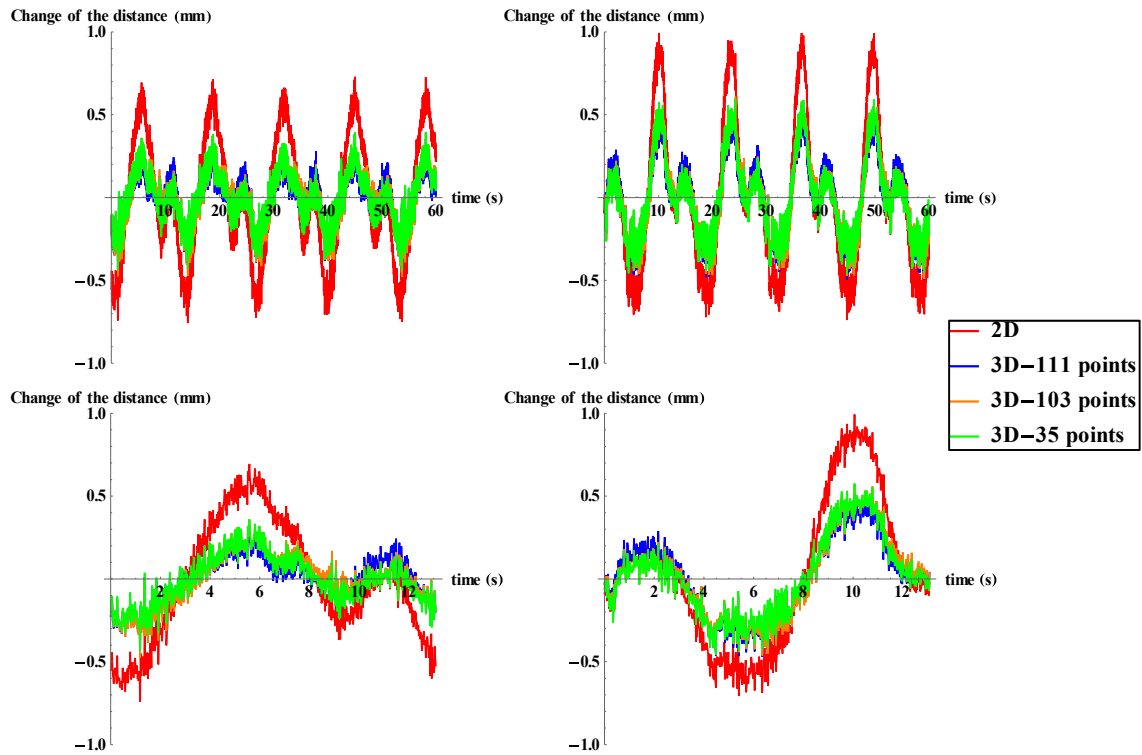 Change of the distance (mm)
1.0
0.5
−0.5
−1.0
10 20 30 40 50 60
time (s)
Change of the distance (mm)
1.0
0.5
−0.5
−1.0
10 20 30 40 50 60
time (s)
2D
3D−111 points
3D−103 points
3D−35 points
Change of the distance (mm)
1.0
0.5
−0.5
−1.0
2 4 6 8 10 12
time (s)
Change of the distance (mm)
1.0
0.5
−0.5
−1.0
2 4 6 8 10 12
time (s)